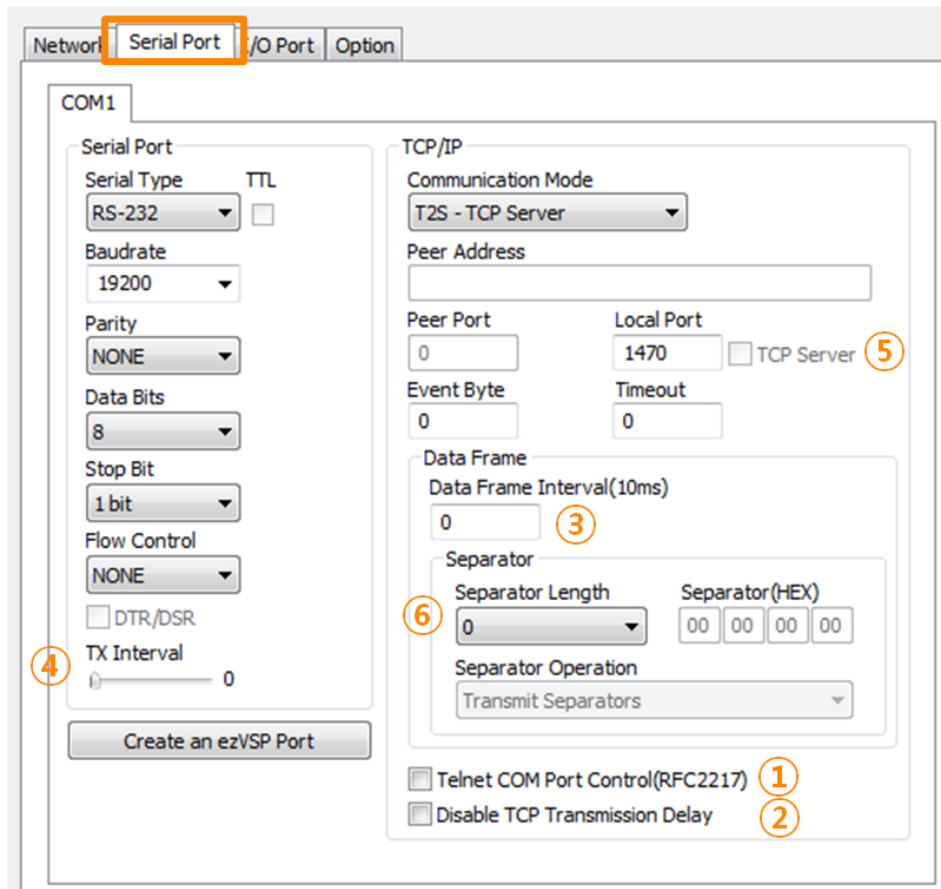 Network Serial Port I/O Port Option
COM1
Serial Port
Serial Type TTL
RS-232
Baudrate
19200
Parity
NONE
Data Bits
8
Stop Bit
1 bit
Flow Control
NONE
DTR/DSR
④ TX Interval
0
Create an ezVSP Port
TCP/IP
Communication Mode
T2S - TCP Server
Peer Address
Peer Port Local Port
0 1470 TCP Server ⑤
Event Byte Timeout
0 0
Data Frame
Data Frame Interval(10ms)
0 ③
Separator
Separator Length Separator(HEX)
⑥ 0 00 00 00 00
Separator Operation
Transmit Separators
Telnet COM Port Control(RFC2217) ①
Disable TCP Transmission Delay ②